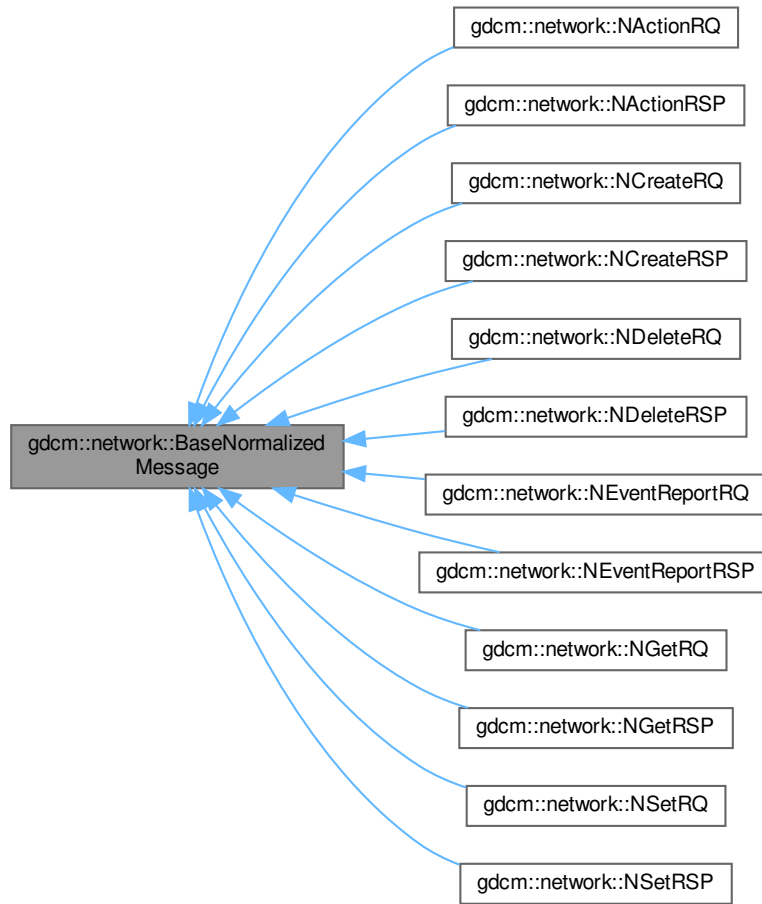 gdcm::network::NActionRQ
gdcm::network::NActionRSP
gdcm::network::NCreateRQ
gdcm::network::NCreateRSP
gdcm::network::NDeleteRQ
gdcm::network::BaseNormalized
Message
gdcm::network::NDeleteRSP
gdcm::network::NEventReportRQ
gdcm::network::NEventReportRSP
gdcm::network::NGetRQ
gdcm::network::NGetRSP
gdcm::network::NSetRQ
gdcm::network::NSetRSP